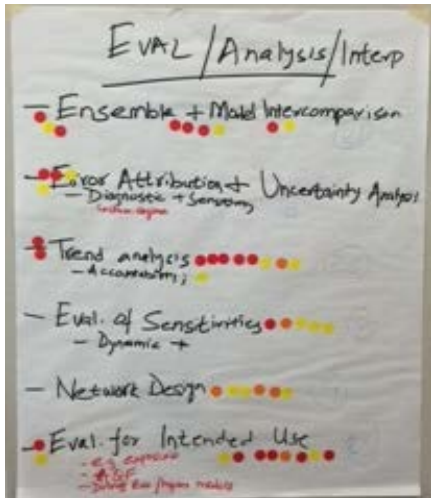 EVAL/Analysis/Interp
- Ensemble + Model Intercomparison
- Error Attribution + Uncertainty Analysis
- Diagnostic +
- Trend analysis
- Accountability
- Eval. of Sensitivities
- Dynamic +
- Network Design
- Eval. for Intended Use
- e.g. exposure